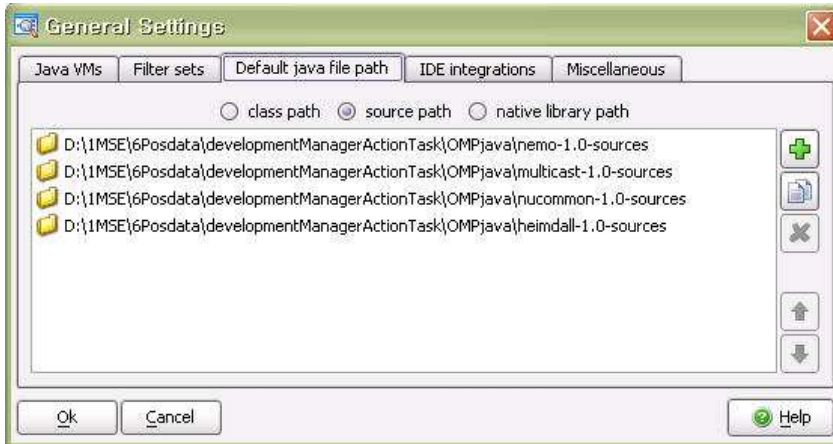 General Settings
Java VMs Filter sets Default java file path IDE integrations Miscellaneous
class path source path native library path
D:\1MSE\6Posdata\developmentManagerActionTask\OMPjava\nemo-1.0-sources
D:\1MSE\6Posdata\developmentManagerActionTask\OMPjava\multicast-1.0-sources
D:\1MSE\6Posdata\developmentManagerActionTask\OMPjava\nucommon-1.0-sources
D:\1MSE\6Posdata\developmentManagerActionTask\OMPjava\heimdall-1.0-sources
Ok Cancel Help